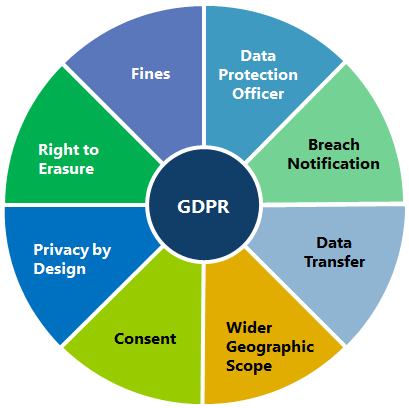 Fines
Data
Protection
Officer
Breach
Notification
Data
Transfer
Wider
Geographic
Scope
Consent
Privacy by
Design
Right to
Erasure
GDPR